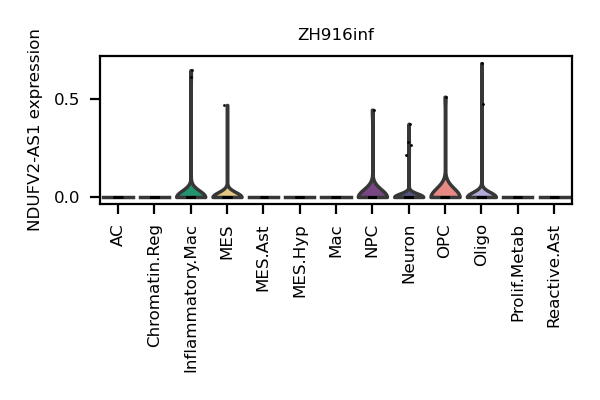 ZH916inf
NDUFV2-AS1 expression
0.5
0.0
AC
Chromatin.Reg
Inflammatory.Mac
MES
MES.Ast
MES.Hyp
Mac
NPC
Neuron
OPC
Oligo
Prolif.Metab
Reactive.Ast